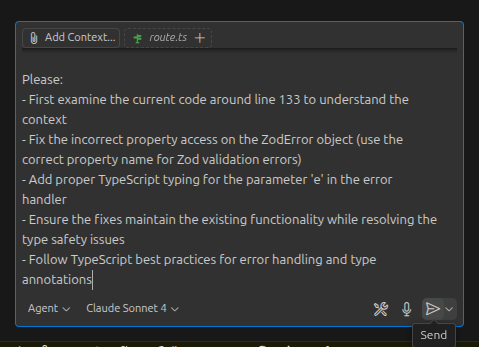 Add Context... route.ts +
Please:
- First examine the current code around line 133 to understand the
context
- Fix the incorrect property access on the ZodError object (use the
correct property name for Zod validation errors)
- Add proper TypeScript typing for the parameter 'e' in the error
handler
- Ensure the fixes maintain the existing functionality while resolving the
type safety issues
- Follow TypeScript best practices for error handling and type
annotations
Agent Claude Sonnet 4
Send